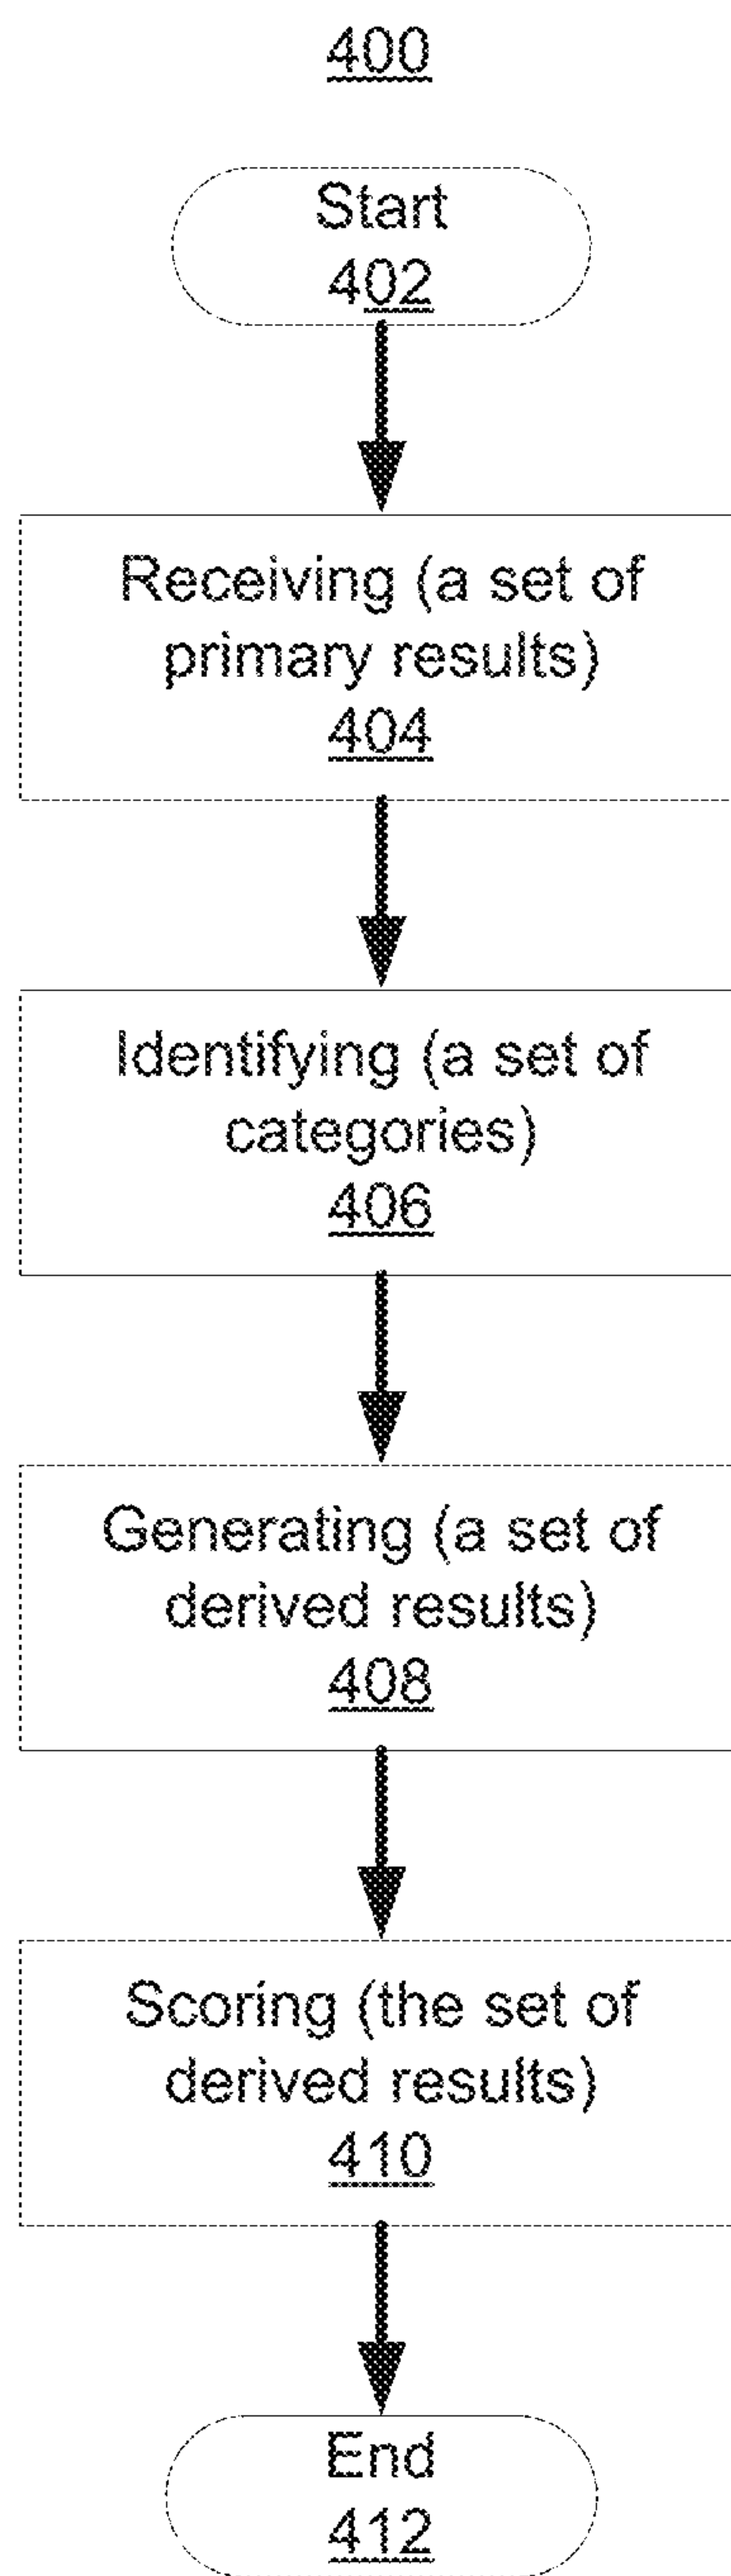 400
Start
402
Receiving (a set of
primary results)
404
Identifying (a set of
categories)
406
Generating (a set of
derived results)
408
Scoring (the set of
derived results)
410
End
412